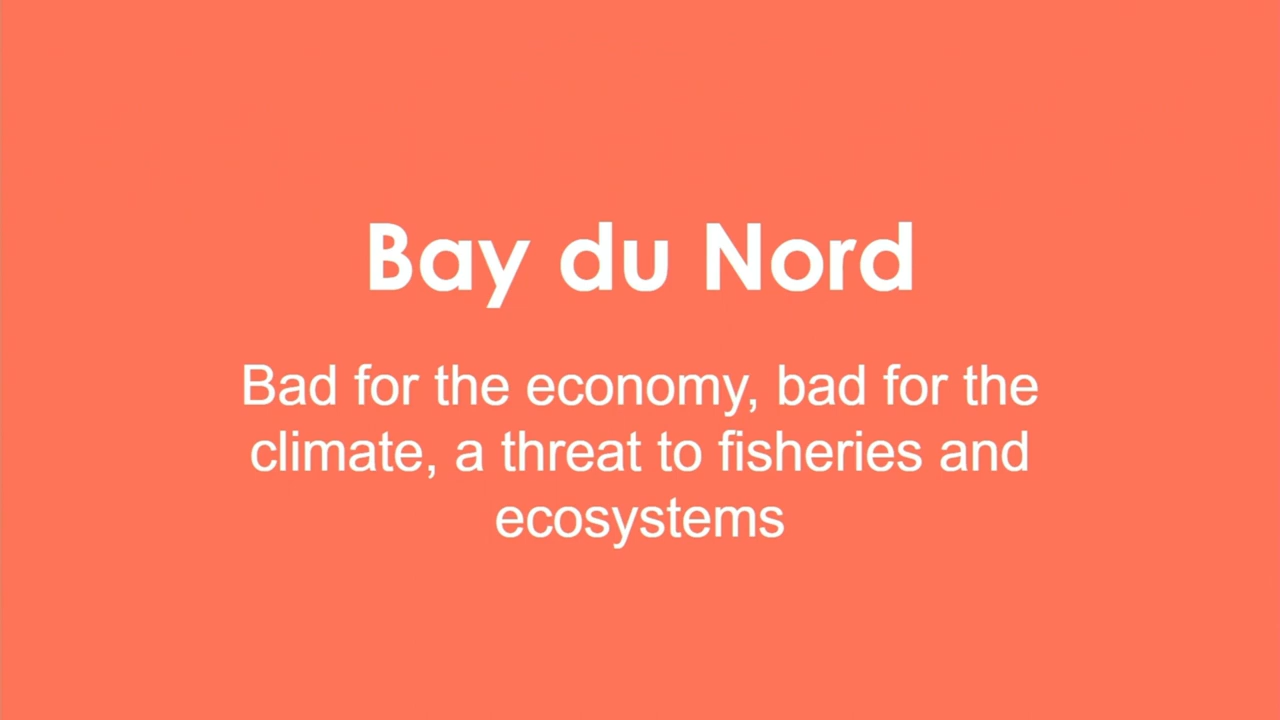 Bay du Nord
Bad for the economy, bad for the
climate, a threat to fisheries and
ecosystems